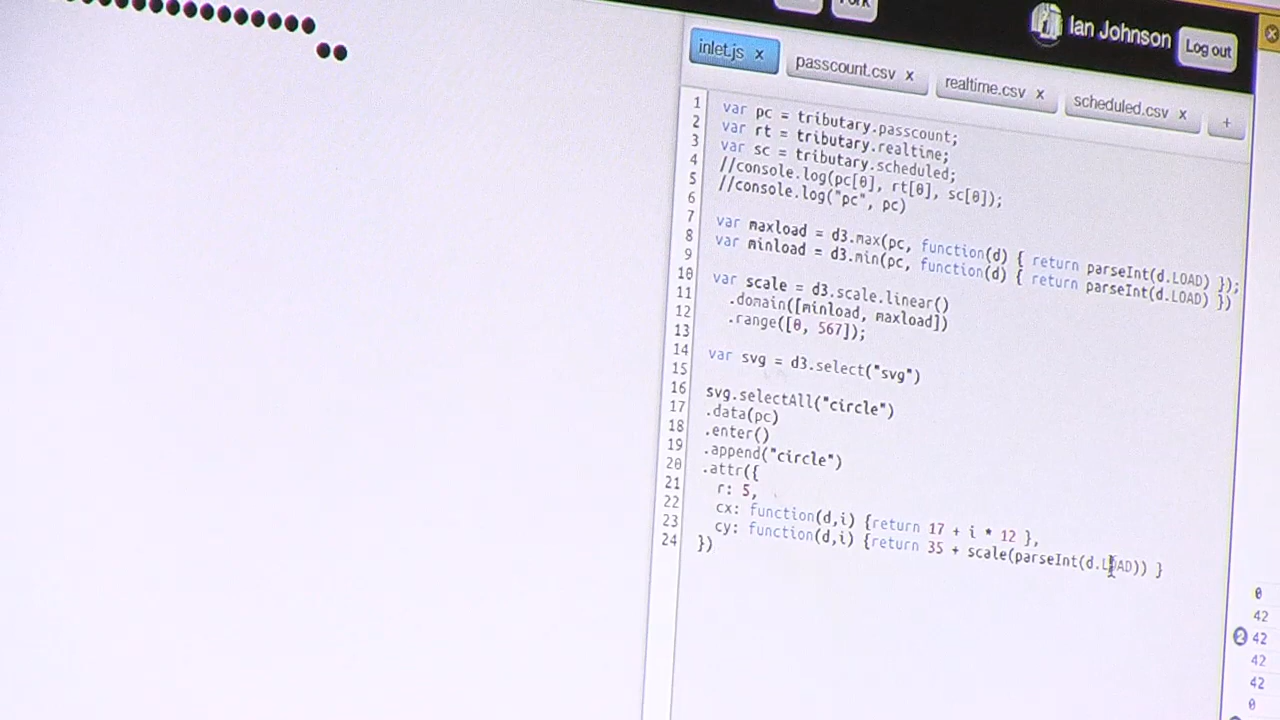 Ian Johnson
Log out
inlet.js x
passcount.csv x
realtime.csv x
scheduled.csv x
+
1 var pc = tributary.passcount;
2 var rt = tributary.realtime;
3 var sc = tributary.scheduled;
4 //console.log(pc[0], rt[0], sc[0]);
5 //console.log("pc", pc)
6
7 var maxload = d3.max(pc, function(d) { return parseInt(d.LOAD) });
8 var minload = d3.min(pc, function(d) { return parseInt(d.LOAD) })
9
10 var scale = d3.scale.linear()
11 .domain([minload, maxload])
12 .range([0, 567]);
13
14 var svg = d3.select("svg")
15
16 svg.selectAll("circle")
17 .data(pc)
18 .enter()
19 .append("circle")
20 .attr({
21 r: 5,
22 cx: function(d,i) {return 17 + i * 12 },
23 cy: function(d,i) {return 35 + scale(parseInt(d.LOAD)) }
24 })
0
42
2 42
42
42
0